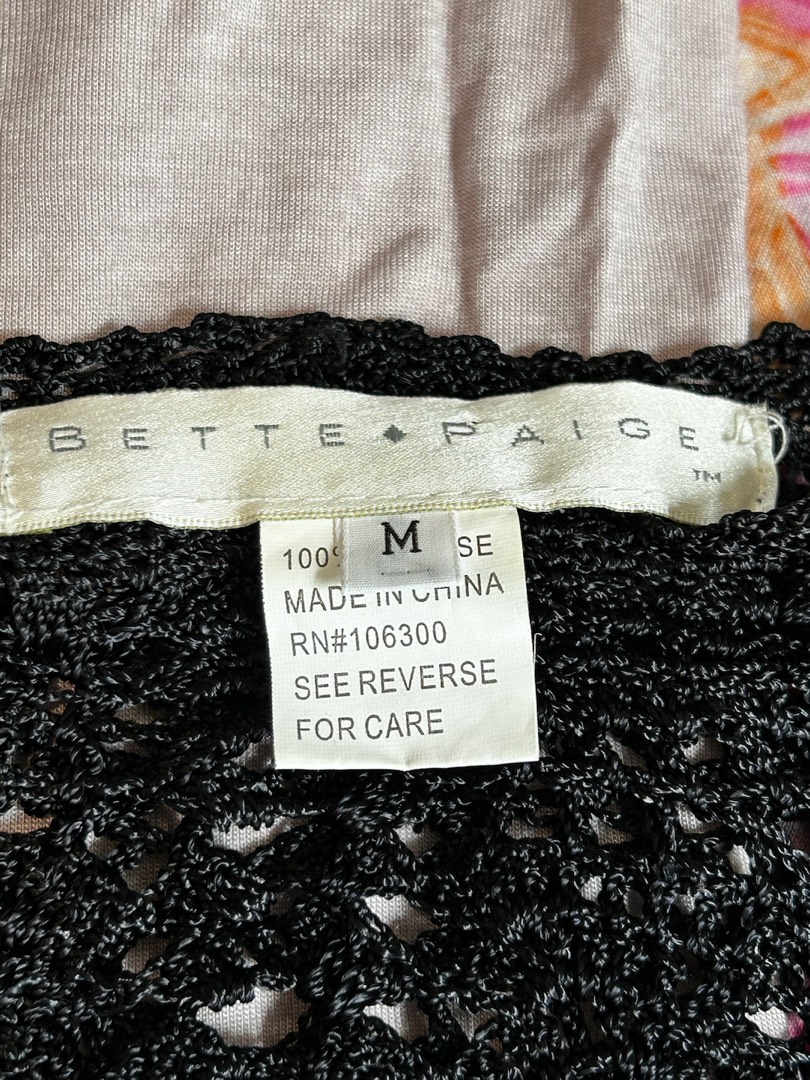 BETTE PAIGE
TM
M
MADE IN CHINA
RN#106300
SEE REVERSE
FOR CARE